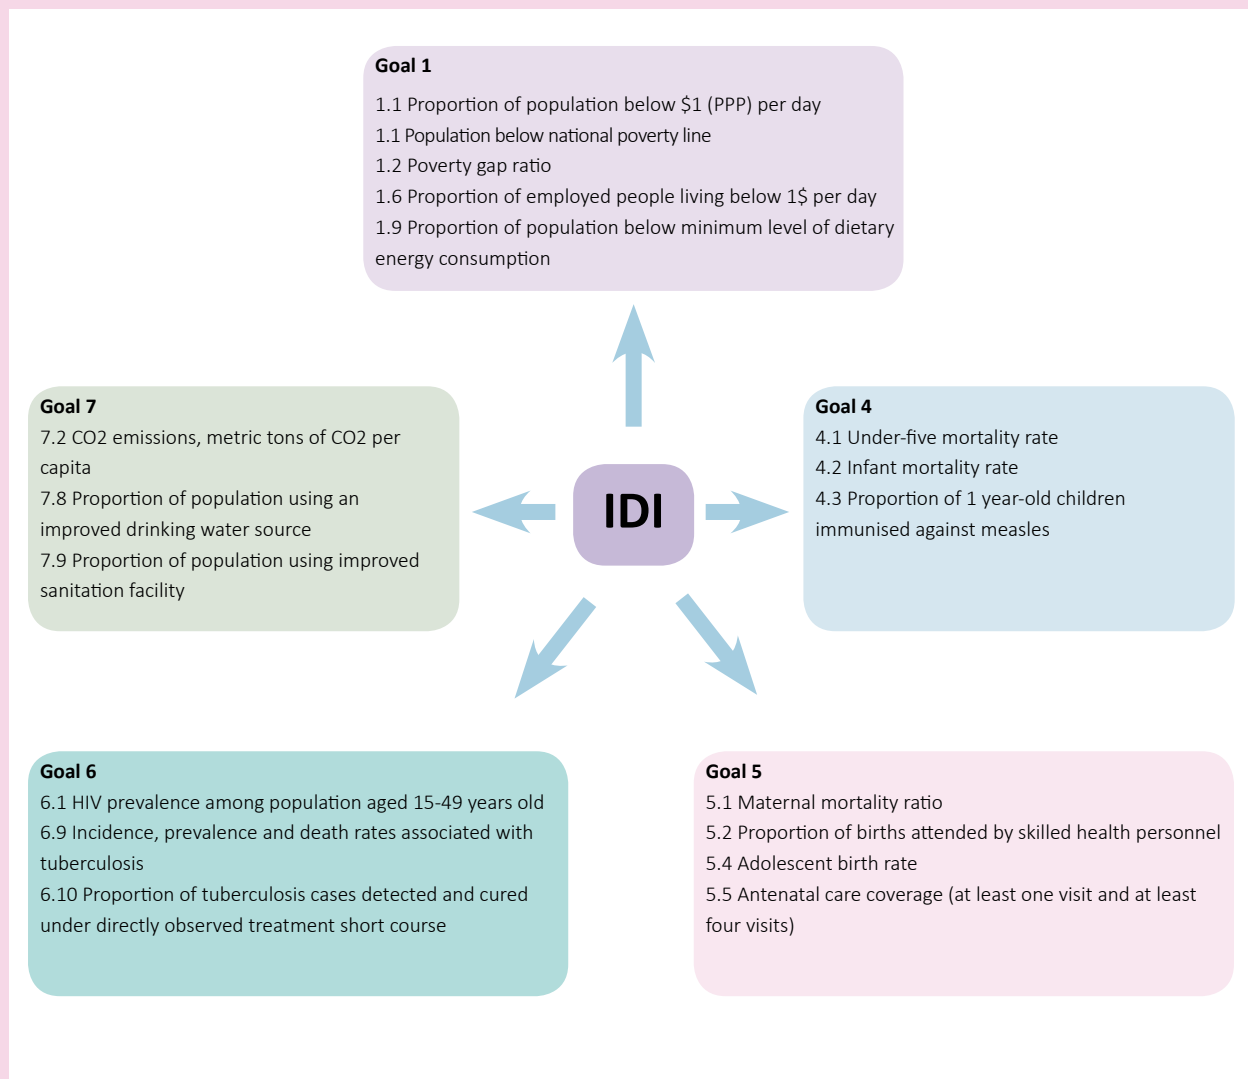 Goal 1
1.1 Proportion of population below $1 (PPP) per day
1.1 Population below national poverty line
1.2 Poverty gap ratio
1.6 Proportion of employed people living below 1$ per day
1.9 Proportion of population below minimum level of dietary
energy consumption
Goal 7
7.2 CO2 emissions, metric tons of CO2 per
capita
7.8 Proportion of population using an
improved drinking water source
7.9 Proportion of population using improved
sanitation facility
IDI
Goal 4
4.1 Under-five mortality rate
4.2 Infant mortality rate
4.3 Proportion of 1 year-old children
immunised against measles
Goal 6
6.1 HIV prevalence among population aged 15-49 years old
6.9 Incidence, prevalence and death rates associated with
tuberculosis
6.10 Proportion of tuberculosis cases detected and cured
under directly observed treatment short course
Goal 5
5.1 Maternal mortality ratio
5.2 Proportion of births attended by skilled health personnel
5.4 Adolescent birth rate
5.5 Antenatal care coverage (at least one visit and at least
four visits)